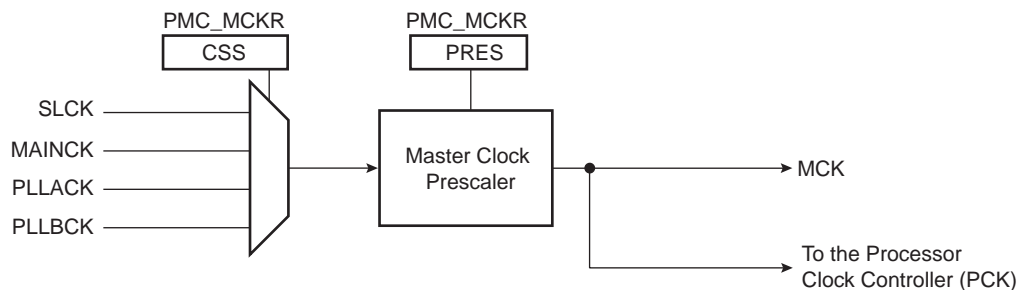 PMC_MCKR
PMC_MCKR
CSS
PRES
SLCK
MAINCK
PLLACK
PLLBCK
Master Clock
Prescaler
MCK
To the Processor
Clock Controller (PCK)